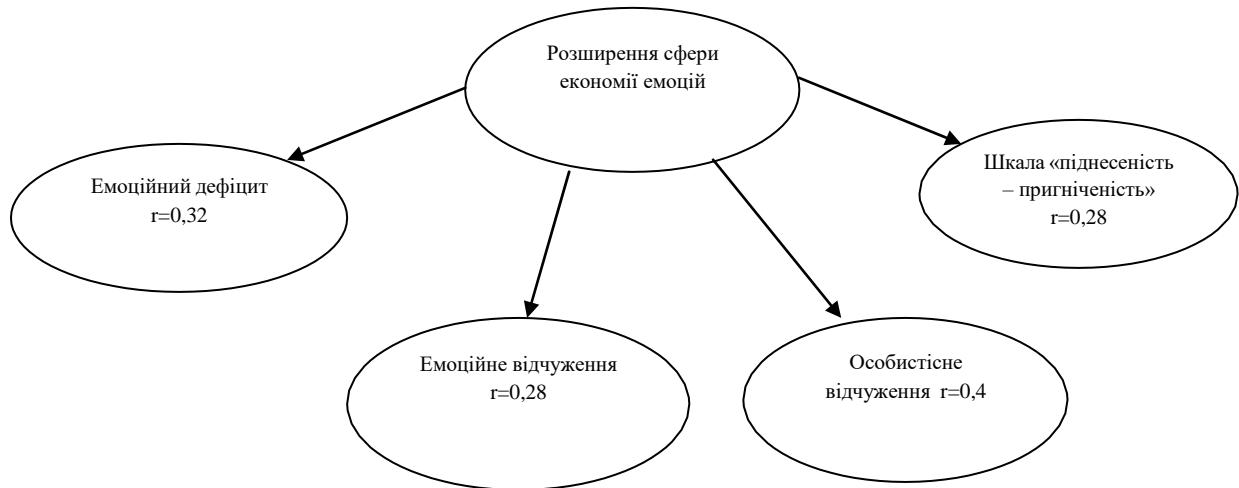 Розширення сфери
економії емоцій
Емоційний дефіцит
r=0,32
Шкала «піднесеність
– пригніченість»
r=0,28
Емоційне відчуження
r=0,28
Особистісне
відчуження r=0,4